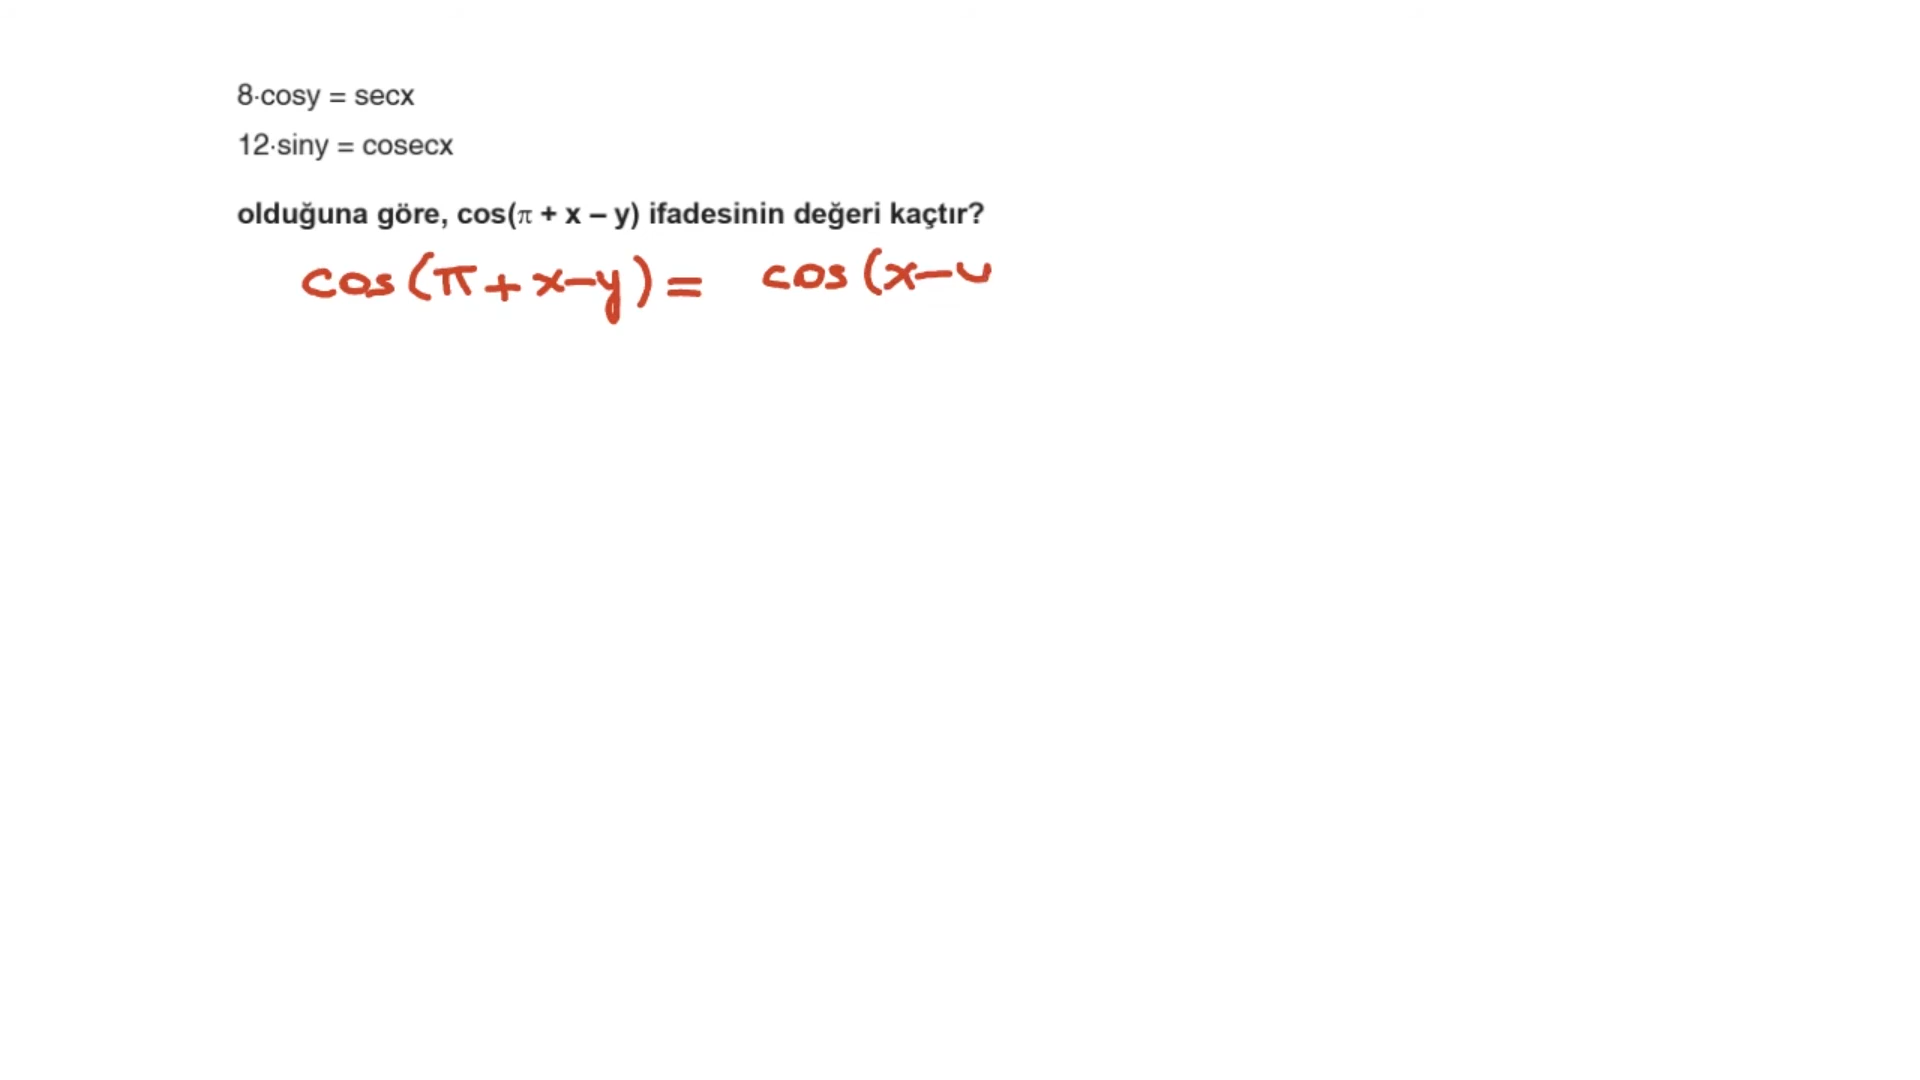 8·cosy = secx
12·siny = cosecx
olduğuna göre, cos(π + x – y) ifadesinin değeri kaçtır?
cos(π+x-y) = cos(x-